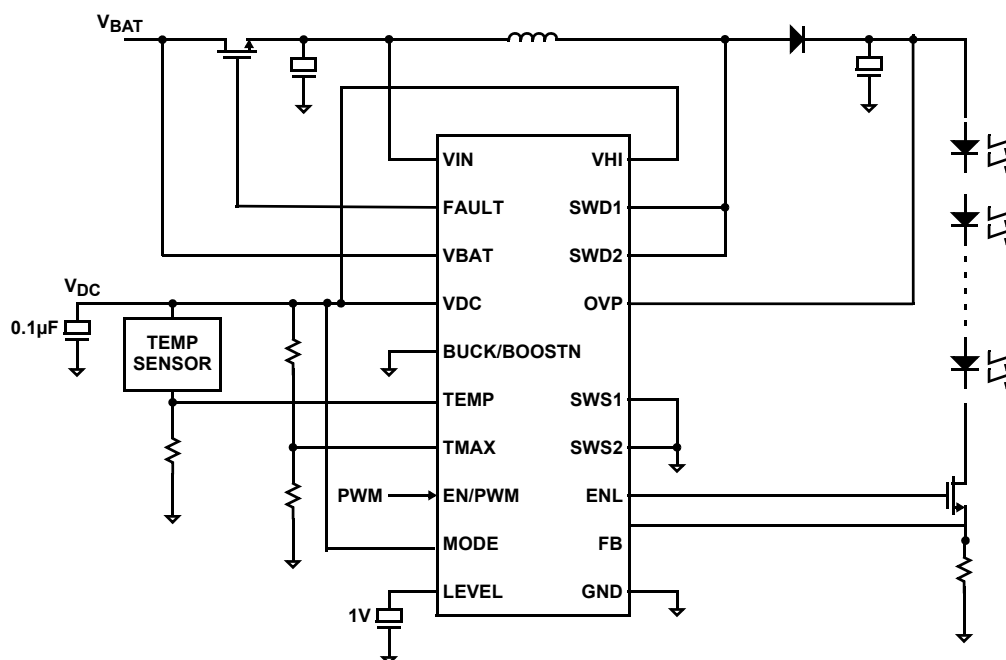 VBAT
VIN
VHI
FAULT
SWD1
VBAT
SWD2
VDC
VDC
OVP
0.1µF
TEMP
SENSOR
BUCK/BOOSTN
TEMP
SWS1
TMAX
SWS2
PWM
EN/PWM
ENL
MODE
FB
LEVEL
GND
1V